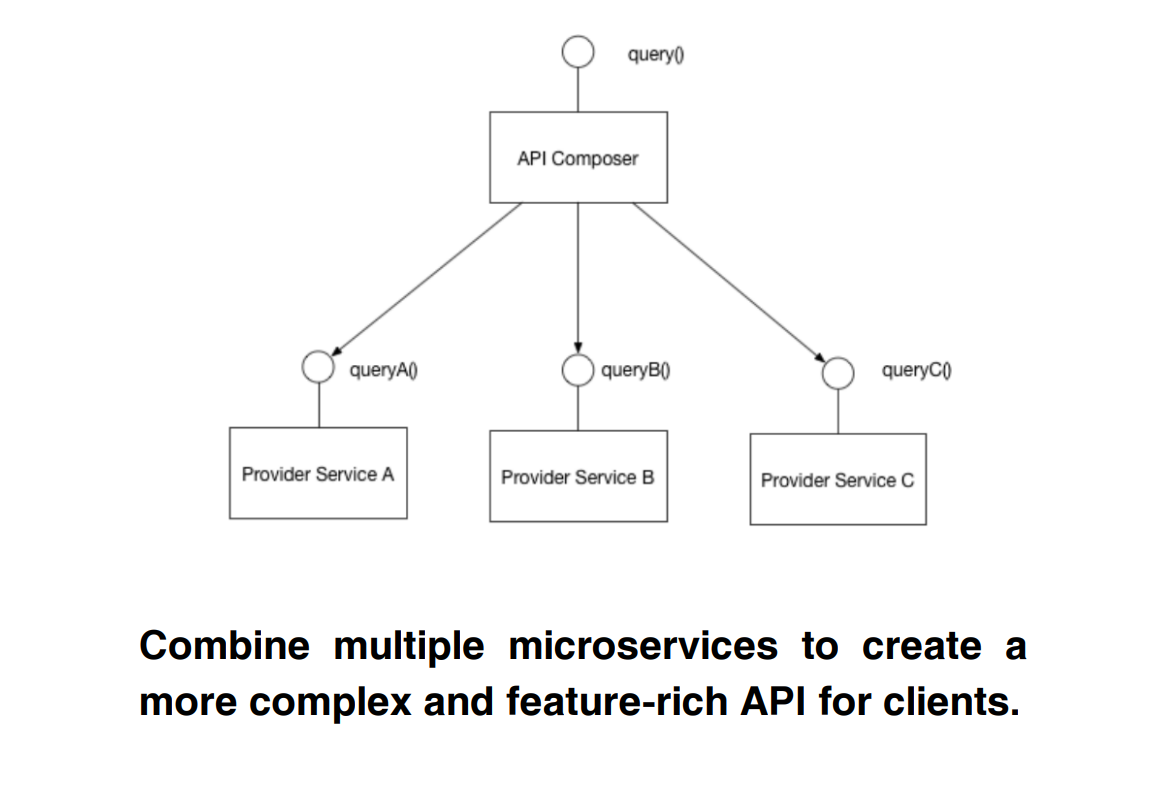 query()
API Composer
queryA()
queryB()
queryC()
Provider Service A
Provider Service B
Provider Service C
Combine multiple microservices to create a
more complex and feature-rich API for clients.